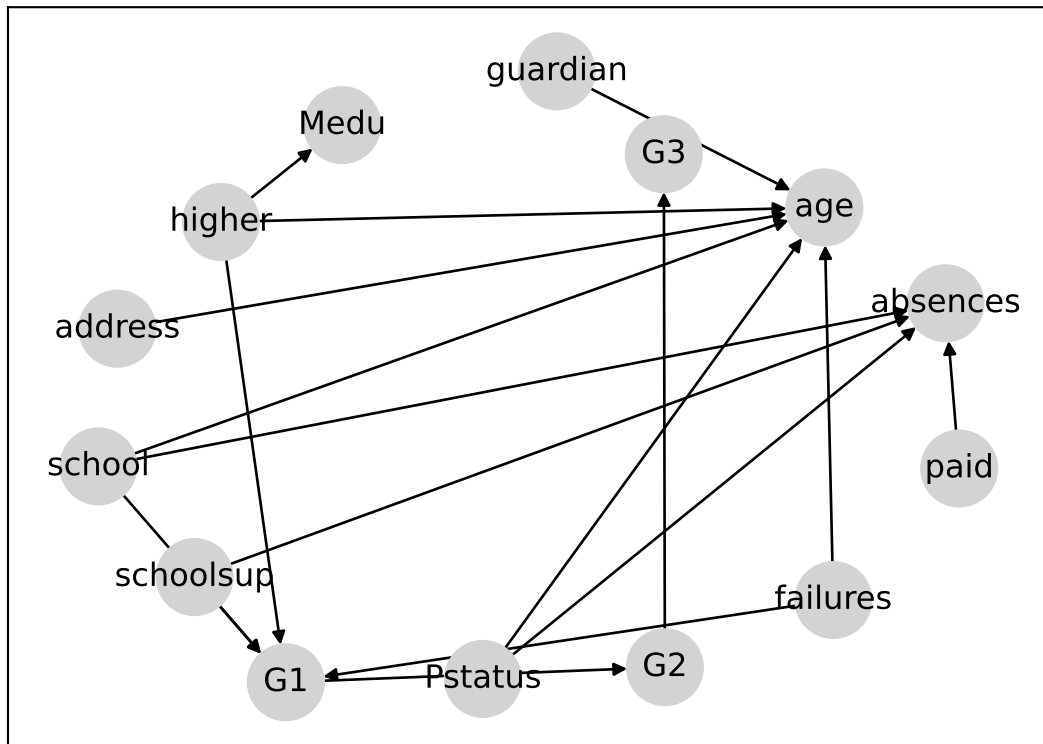 guardian
Medu
G3
age
higher
absences
address
school
paid
schoolsup
failures
G2
Pstatus
G1